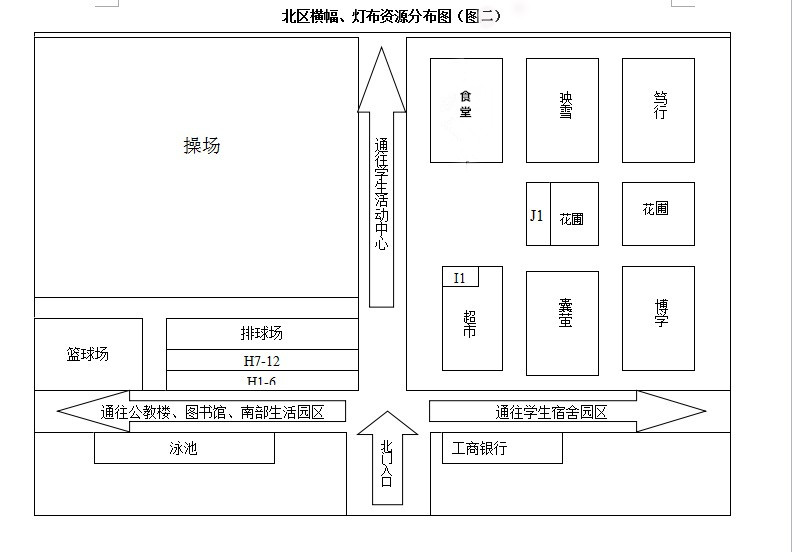 北区横幅、灯布资源分布图（图二）
操场
通往学生活动中心
食堂
映雪
笃行
J1
花圃
花圃
I1
超市
囊萤
博学
篮球场
排球场
H7-12
H1-6
通往公教楼、图书馆、南部生活园区
通往学生宿舍园区
泳池
北门入口
工商银行